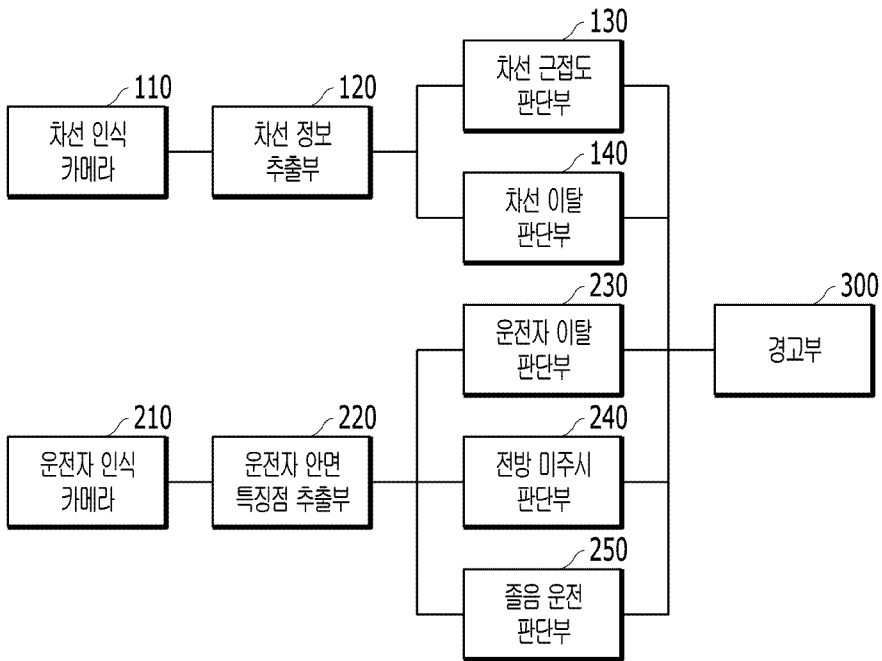 110
차선 인식
카메라
120
차선 정보
추출부
130
차선 근접도
판단부
140
차선 이탈
판단부
210
운전자 인식
카메라
220
운전자 안면
특징점 추출부
230
운전자 이탈
판단부
240
전방 미주시
판단부
250
졸음 운전
판단부
300
경고부